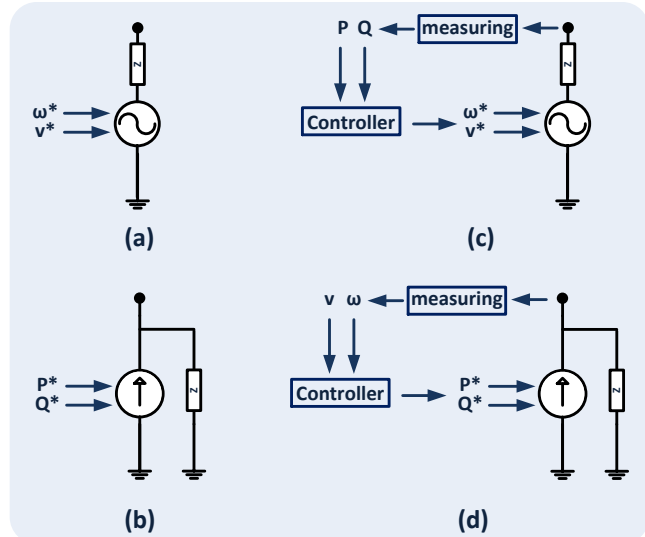 Z
ω*
v*
(a)
P Q
measuring
Z
Controller
ω*
v*
(c)
Z
P*
Q*
(b)
v ω
measuring
Z
Controller
P*
Q*
(d)